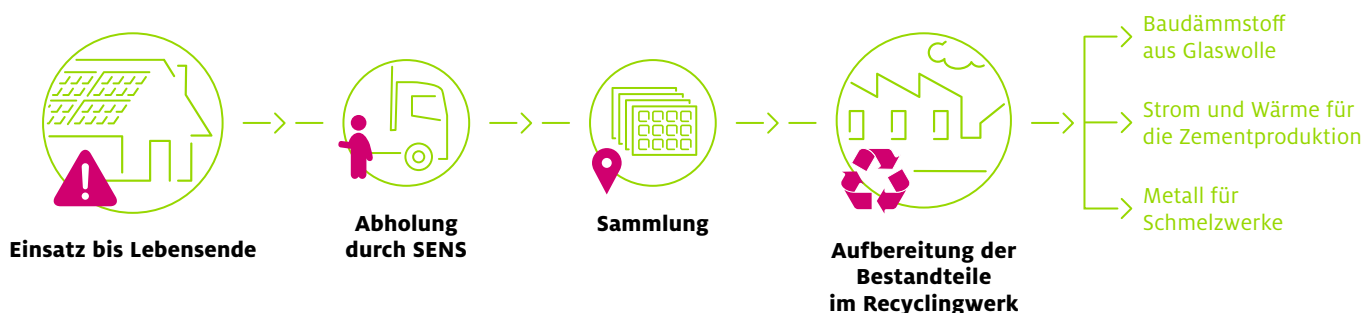 Einsatz bis Lebensende
Abholung
durch SENS
Sammlung
Aufbereitung der
Bestandteile
im Recyclingwerk
Baudämmstoff
aus Glaswolle
Strom und Wärme für
die Zementproduktion
Metall für
Schmelzwerke